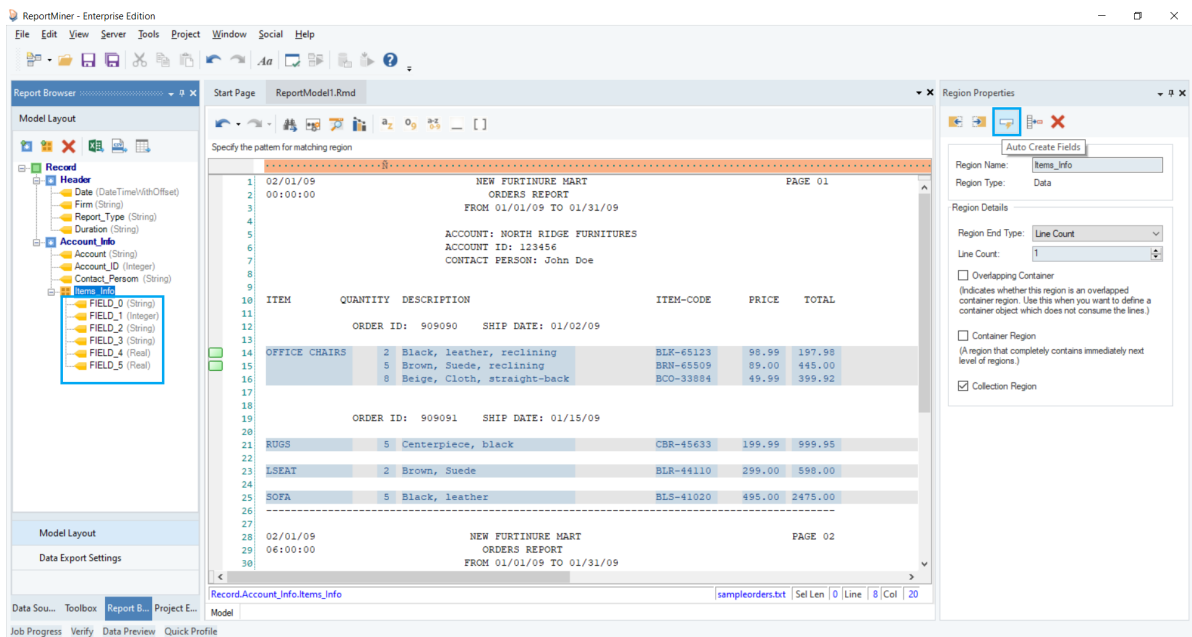 ReportMiner - Enterprise Edition
File Edit View Server Tools Project Window Social Help
Aa
Report Browser
Start Page ReportModel1.Rmd
Region Properties
Model Layout
Specify the pattern for matching region
Auto Create Fields
Record
Header
Date (DateTimeWithOffset)
Firm (String)
Report_Type (String)
Duration (String)
Account_Info
Account (String)
Account_ID (Integer)
Contact_Persom (String)
Items_Info
FIELD_0 (String)
FIELD_1 (Integer)
FIELD_2 (String)
FIELD_3 (String)
FIELD_4 (Real)
FIELD_5 (Real)
Model Layout
Data Export Settings
Data Sou... Toolbox Report B... Project E...
1 02/01/09 NEW FURTINURE MART PAGE 01
2 00:00:00 ORDERS REPORT
3 FROM 01/01/09 TO 01/31/09
4
5 ACCOUNT: NORTH RIDGE FURNITURES
6 ACCOUNT ID: 123456
7 CONTACT PERSON: John Doe
8
9
10 ITEM QUANTITY DESCRIPTION ITEM-CODE PRICE TOTAL
11
12 ORDER ID: 909090 SHIP DATE: 01/02/09
13
14 OFFICE CHAIRS 2 Black, leather, reclining BLK-65123 98.99 197.98
15 5 Brown, Suede, reclining BRN-65509 89.00 445.00
16 8 Beige, Cloth, straight-back BCO-33884 49.99 399.92
17
18
19 ORDER ID: 909091 SHIP DATE: 01/15/09
20
21 RUGS 5 Centerpiece, black CBR-45633 199.99 999.95
22
23 LSEAT 2 Brown, Suede BLR-44110 299.00 598.00
24
25 SOFA 5 Black, leather BLS-41020 495.00 2475.00
26 --------------------------------------------------------------------------------
27
28 02/01/09 NEW FURTINURE MART PAGE 02
29 06:00:00 ORDERS REPORT
30 FROM 01/01/09 TO 01/31/09
Record.Account_Info.Items_Info sampleorders.txt Sel Len 0 Line 8 Col 20
Model
Region Name: Items_Info
Region Type: Data
Region Details
Region End Type: Line Count
Line Count: 1
Overlapping Container
(Indicates whether this region is an overlapped
container region. Use this when you want to define a
container object which does not consume the lines.)
Container Region
(A region that completely contains immediately next
level of regions.)
Collection Region
Job Progress Verify Data Preview Quick Profile